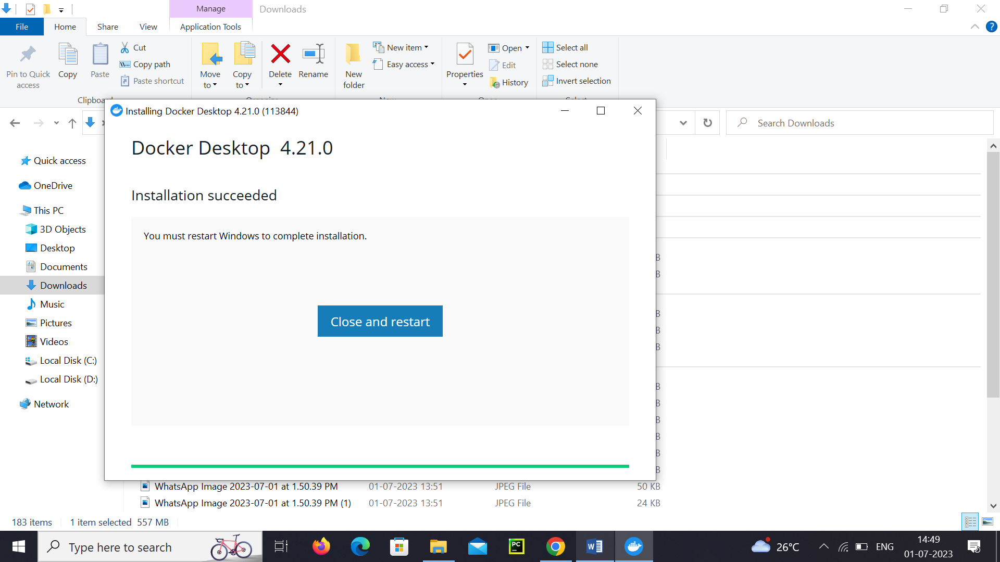 Manage
Downloads
File
Home
Share
View
Application Tools
Pin to Quick access
Copy
Paste
Cut
Copy path
Paste shortcut
Move to
Copy to
Delete
Rename
New folder
New item
Easy access
Properties
Open
Edit
History
Select all
Select none
Invert selection
Search Downloads
Installing Docker Desktop 4.21.0 (113844)
Docker Desktop 4.21.0
Installation succeeded
You must restart Windows to complete installation.
Close and restart
Quick access
OneDrive
This PC
3D Objects
Desktop
Documents
Downloads
Music
Pictures
Videos
Local Disk (C:)
Local Disk (D:)
Network
WhatsApp Image 2023-07-01 at 1.50.39 PM 01-07-2023 13:51 JPEG File 50 KB
WhatsApp Image 2023-07-01 at 1.50.39 PM (1) 01-07-2023 13:51 JPEG File 24 KB
183 items 1 item selected 557 MB
Type here to search
PC
W
26°C
ENG
14:49
01-07-2023